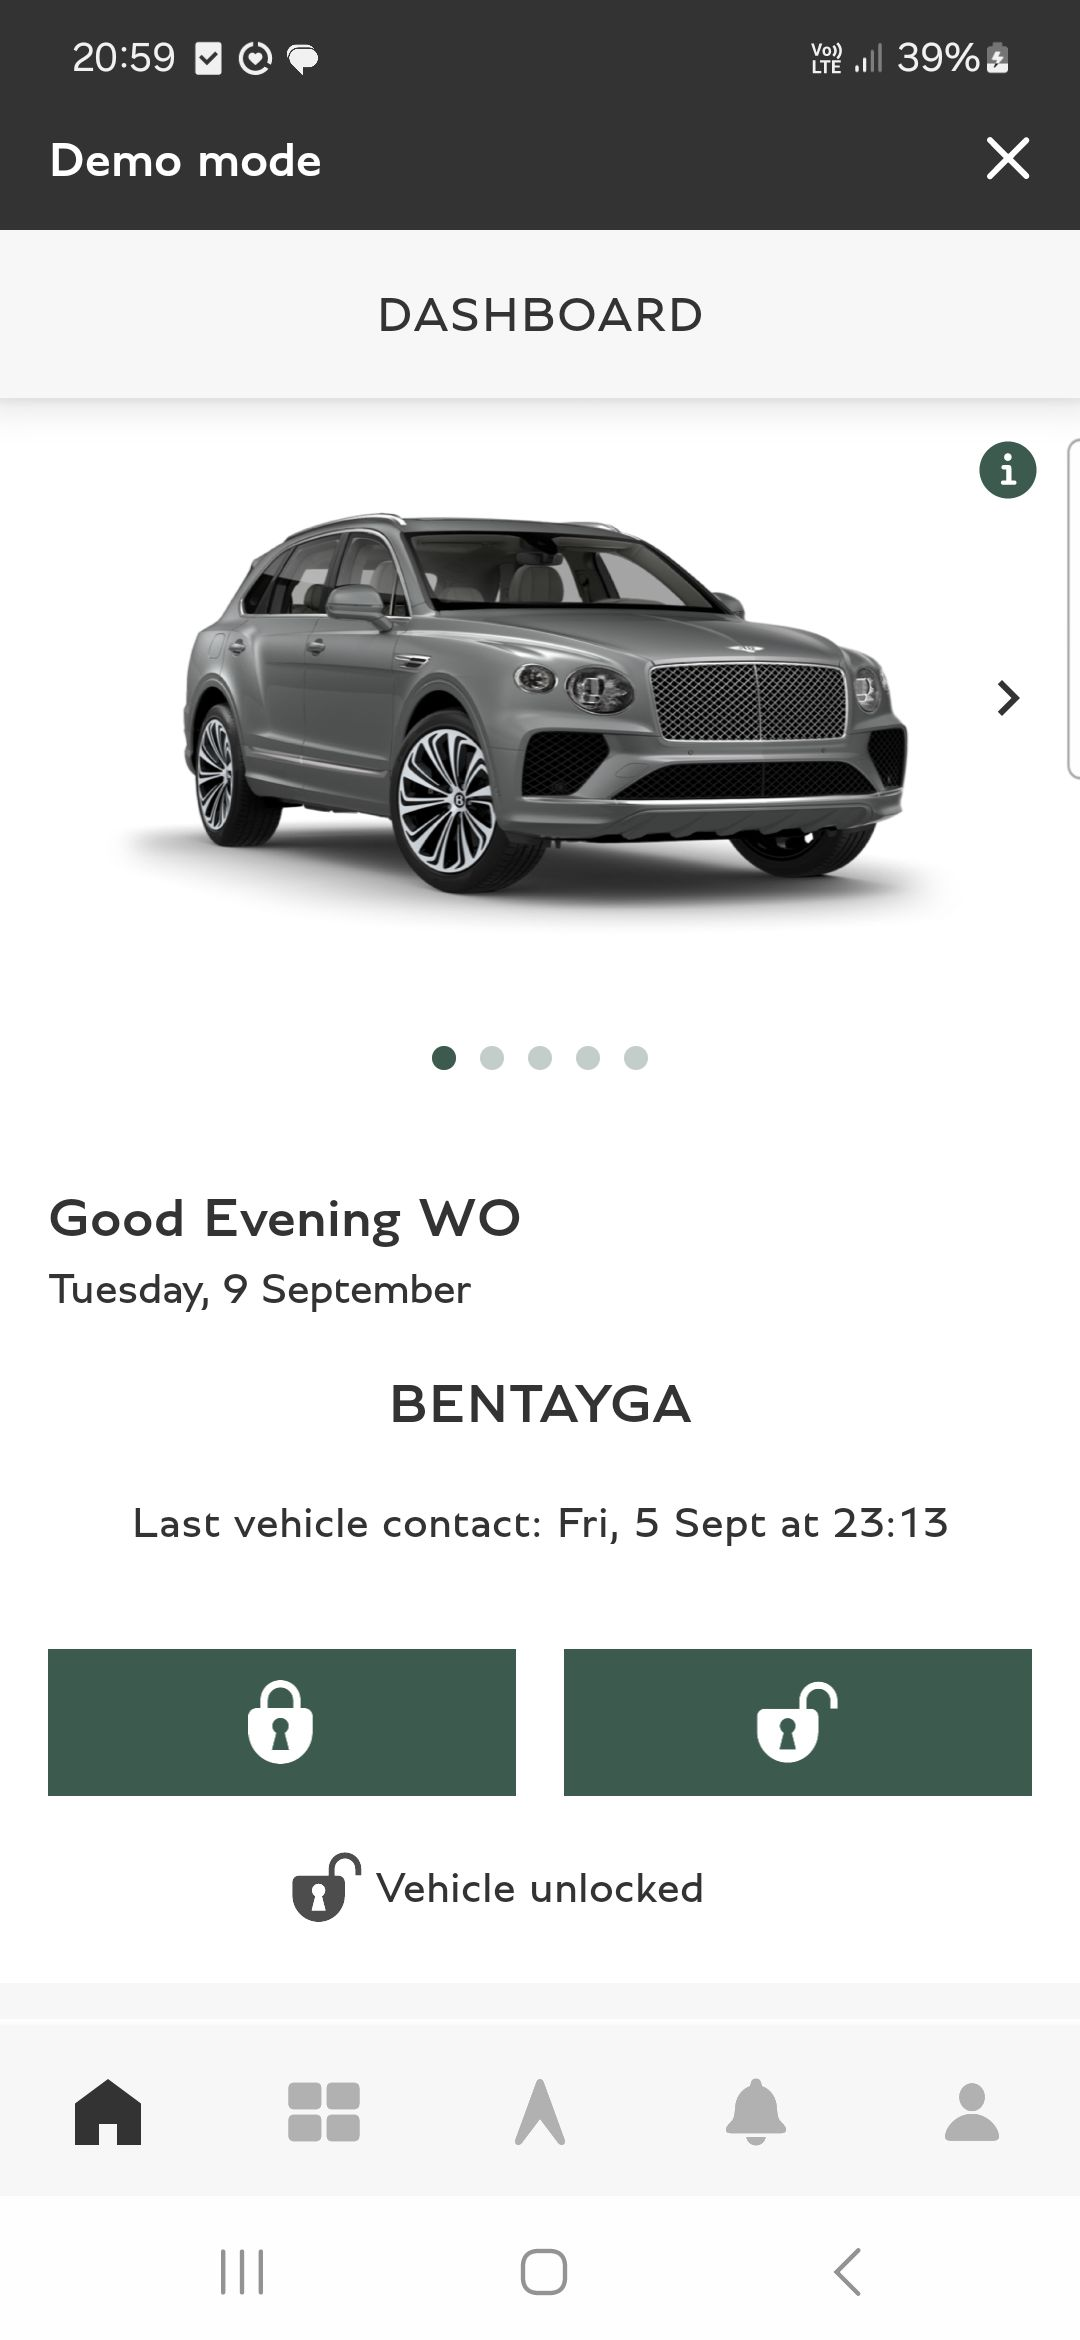 20:59
Vo)) LTE 39%
Demo mode
DASHBOARD
Good Evening WO
Tuesday, 9 September
BENTAYGA
Last vehicle contact: Fri, 5 Sept at 23:13
Vehicle unlocked